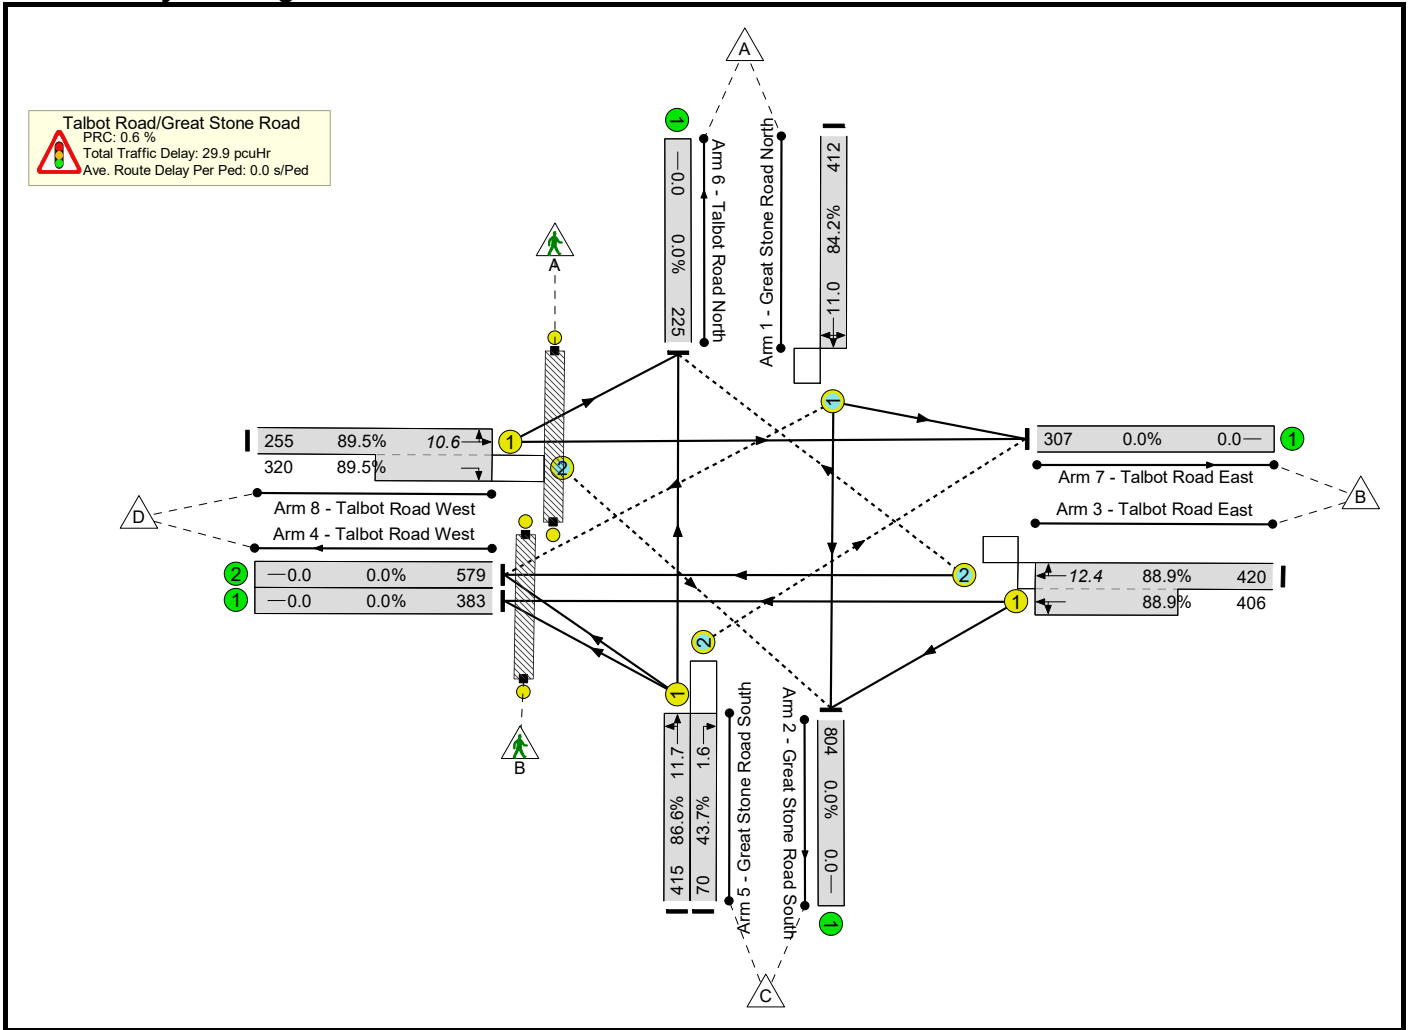 Talbot Road/Great Stone Road
PRC: 0.6 %
Total Traffic Delay: 29.9 pcuHr
Ave. Route Delay Per Ped: 0.0 s/Ped
A
1
0.0 0.0% 225
Arm 6 - Talbot Road North
Arm 1 - Great Stone Road North
412 84.2% 11.0
1
A
255 89.5% 10.6
320 89.5%
1
2
Arm 8 - Talbot Road West
Arm 4 - Talbot Road West
D
2
0.0 0.0% 579
1
0.0 0.0% 383
307 0.0% 0.0
1
Arm 7 - Talbot Road East
Arm 3 - Talbot Road East
B
2
12.4 88.9% 420
1
88.9% 406
2
1
B
415 86.6% 11.7
70 43.7% 1.6
Arm 5 - Great Stone Road South
Arm 2 - Great Stone Road South
804 0.0% 0.0
1
C